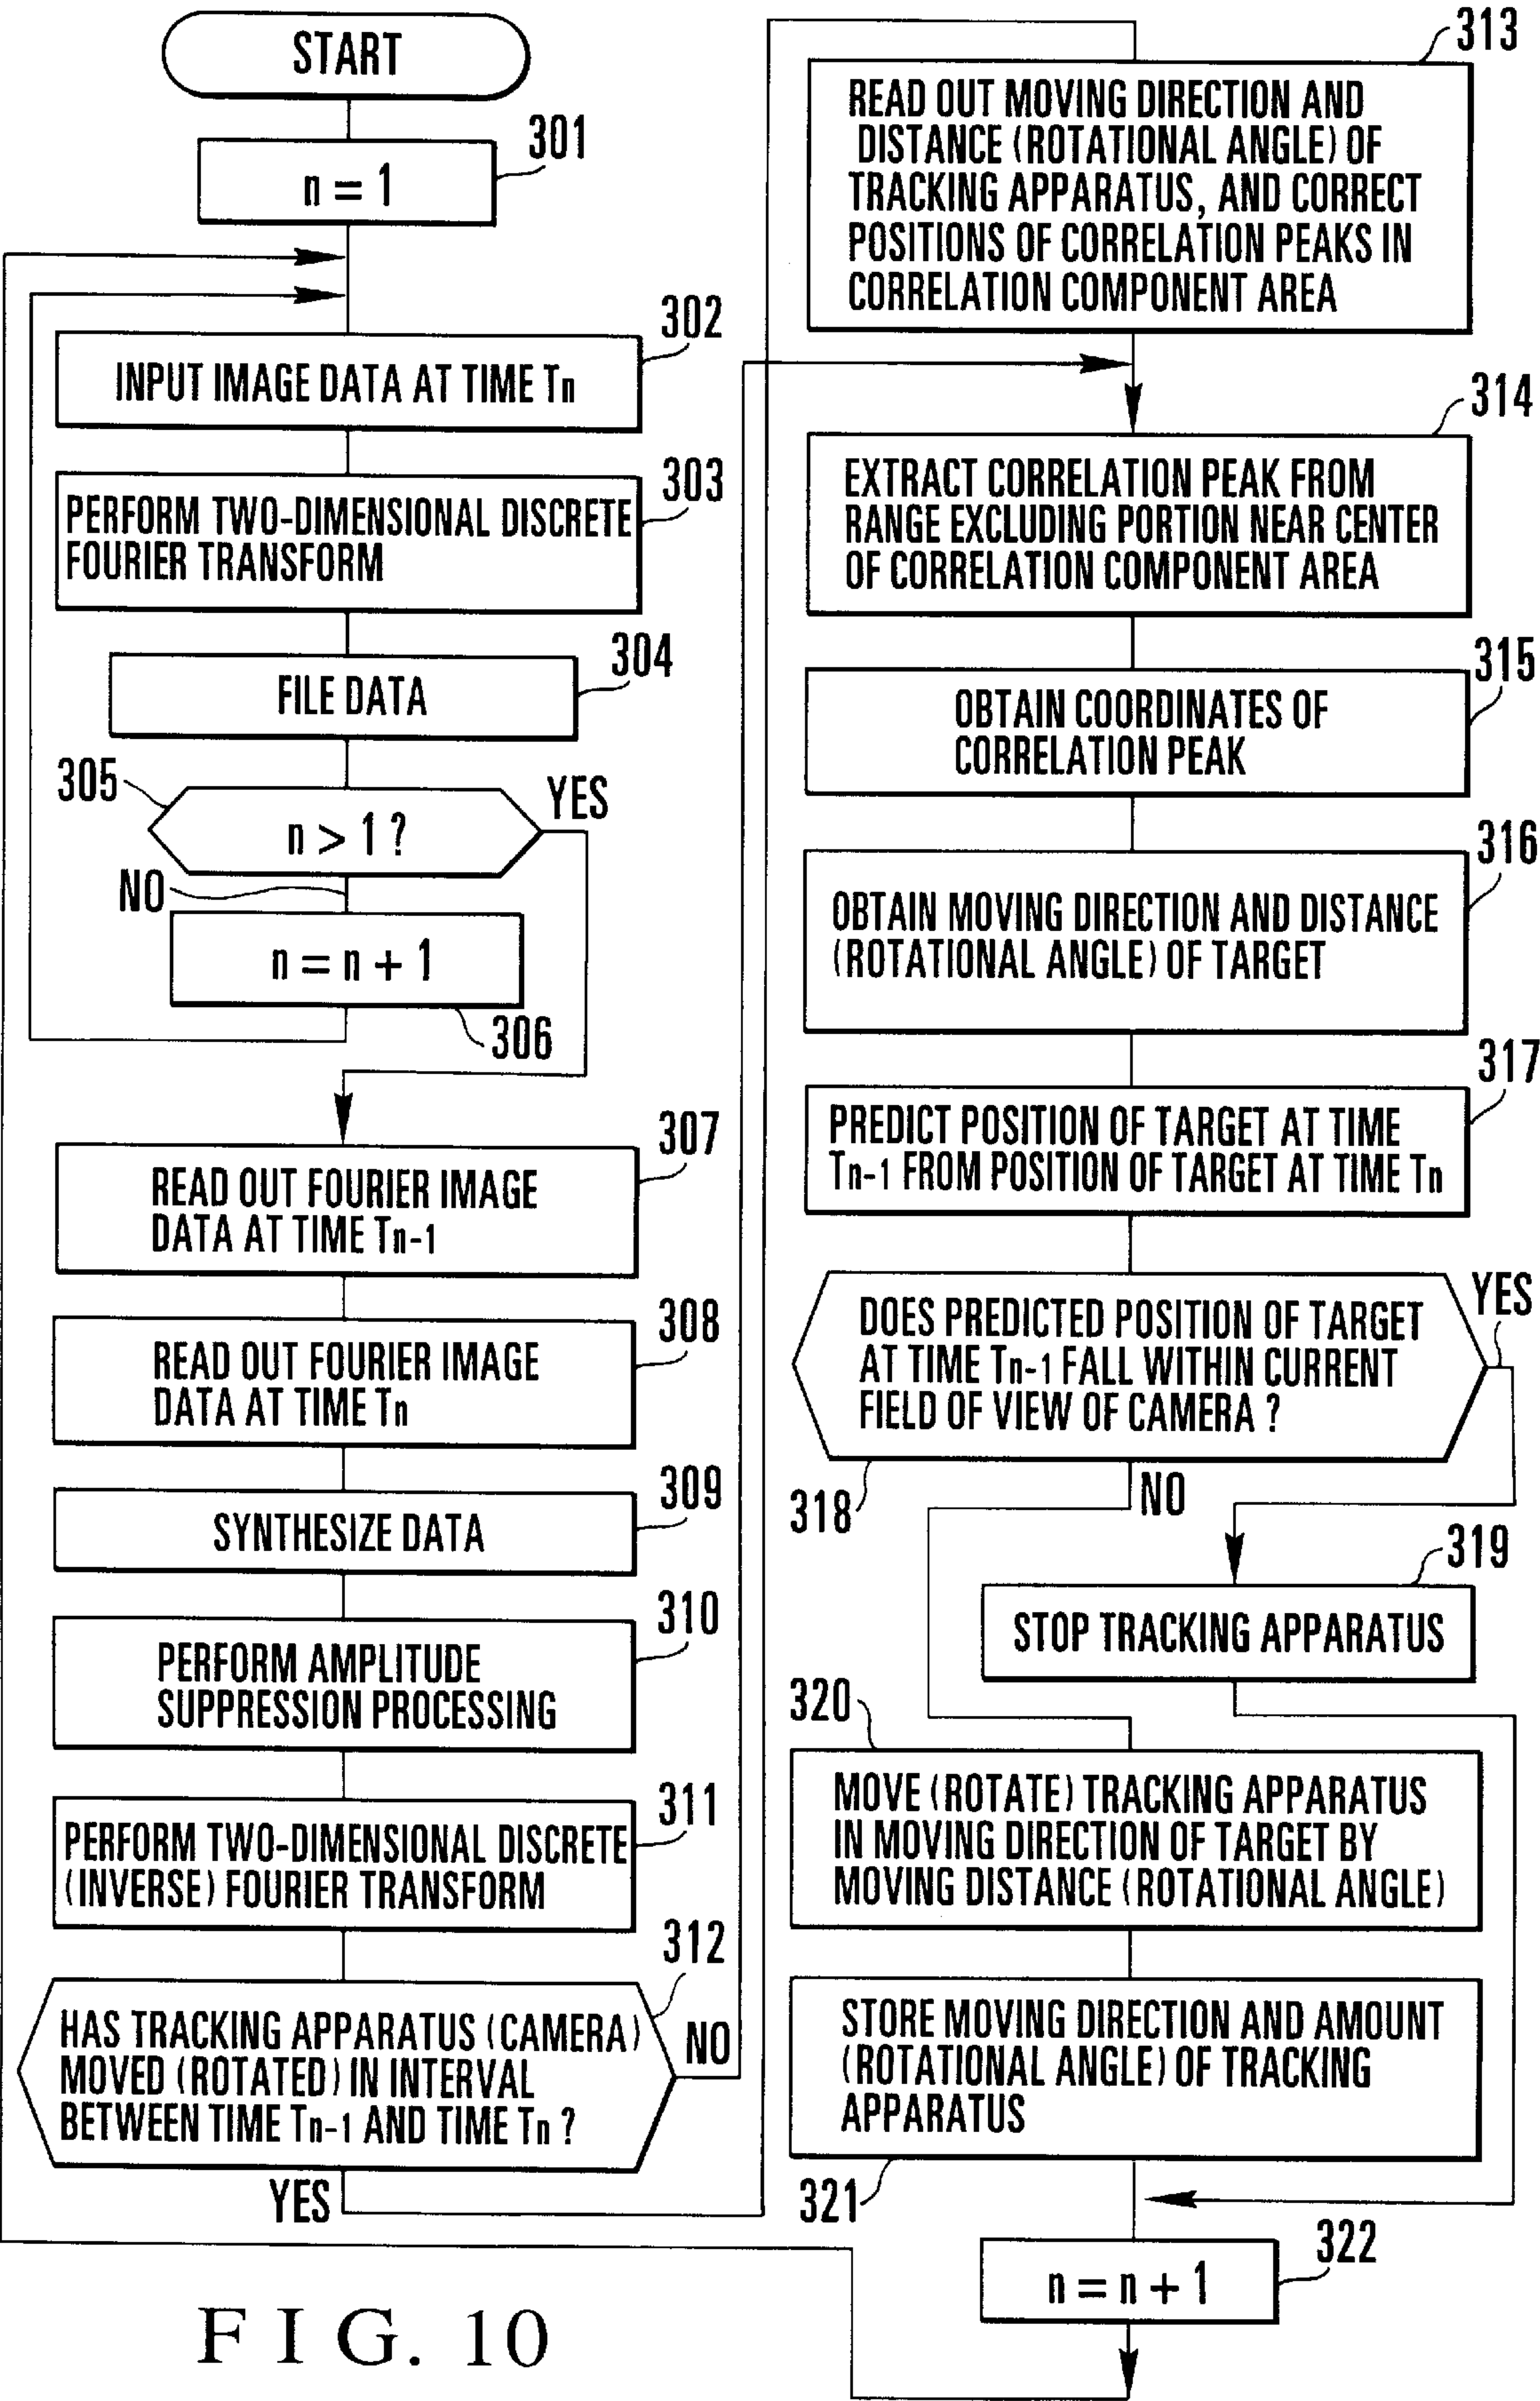 START
301
n = 1
302
INPUT IMAGE DATA AT TIME Tn
303
PERFORM TWO-DIMENSIONAL DISCRETE
FOURIER TRANSFORM
304
FILE DATA
305
YES
n > 1 ?
NO
n = n + 1
306
307
READ OUT FOURIER IMAGE
DATA AT TIME Tn-1
308
READ OUT FOURIER IMAGE
DATA AT TIME Tn
309
SYNTHESIZE DATA
310
PERFORM AMPLITUDE
SUPPRESSION PROCESSING
311
PERFORM TWO-DIMENSIONAL DISCRETE
(INVERSE) FOURIER TRANSFORM
312
HAS TRACKING APPARATUS (CAMERA)
MOVED (ROTATED) IN INTERVAL
BETWEEN TIME Tn-1 AND TIME Tn ?
NO
YES
313
READ OUT MOVING DIRECTION AND
DISTANCE (ROTATIONAL ANGLE) OF
TRACKING APPARATUS, AND CORRECT
POSITIONS OF CORRELATION PEAKS IN
CORRELATION COMPONENT AREA
314
EXTRACT CORRELATION PEAK FROM
RANGE EXCLUDING PORTION NEAR CENTER
OF CORRELATION COMPONENT AREA
315
OBTAIN COORDINATES OF
CORRELATION PEAK
316
OBTAIN MOVING DIRECTION AND DISTANCE
(ROTATIONAL ANGLE) OF TARGET
317
PREDICT POSITION OF TARGET AT TIME
Tn-1 FROM POSITION OF TARGET AT TIME Tn
YES
DOES PREDICTED POSITION OF TARGET
AT TIME Tn-1 FALL WITHIN CURRENT
FIELD OF VIEW OF CAMERA ?
318
NO
319
STOP TRACKING APPARATUS
320
MOVE (ROTATE) TRACKING APPARATUS
IN MOVING DIRECTION OF TARGET BY
MOVING DISTANCE (ROTATIONAL ANGLE)
STORE MOVING DIRECTION AND AMOUNT
(ROTATIONAL ANGLE) OF TRACKING
APPARATUS
321
322
n = n + 1
FIG. 10